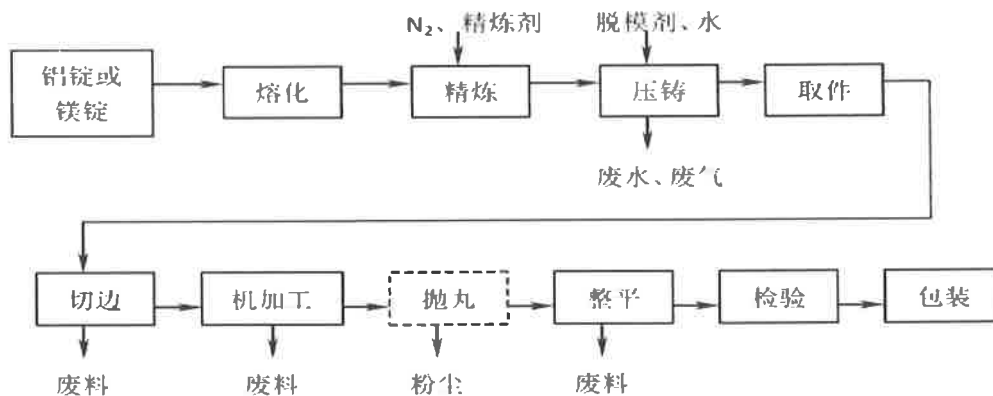 N₂、精炼剂
脱模剂、水
铝锭或
镁锭
熔化
精炼
压铸
取件
废水、废气
切边
机加工
抛丸
整平
检验
包装
废料
废料
粉尘
废料